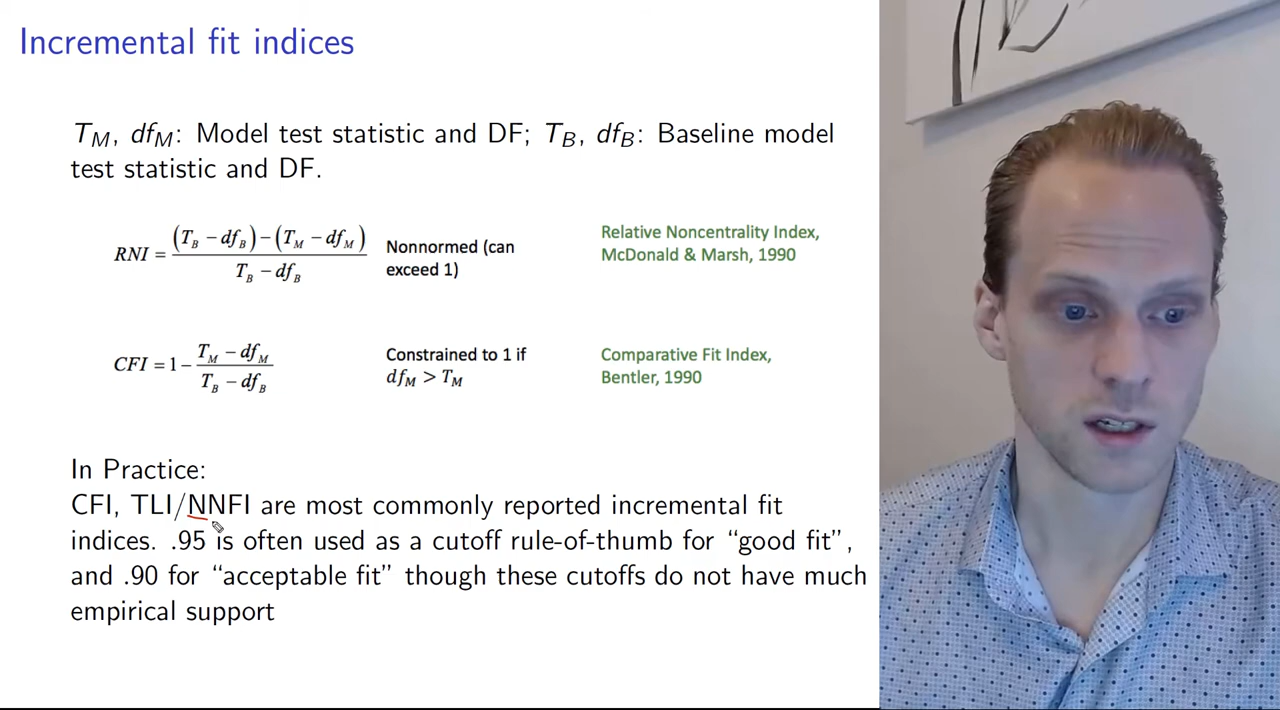 Incremental fit indices
T_M, df_M: Model test statistic and DF; T_B, df_B: Baseline model
test statistic and DF.
RNI = ((T_B − df_B) − (T_M − df_M)) / (T_B − df_B)
Nonnormed (can
exceed 1)
Relative Noncentrality Index,
McDonald & Marsh, 1990
CFI = 1 − (T_M − df_M) / (T_B − df_B)
Constrained to 1 if
df_M > T_M
Comparative Fit Index,
Bentler, 1990
In Practice:
CFI, TLI/NNFI are most commonly reported incremental fit
indices. .95 is often used as a cutoff rule-of-thumb for “good fit”,
and .90 for “acceptable fit” though these cutoffs do not have much
empirical support